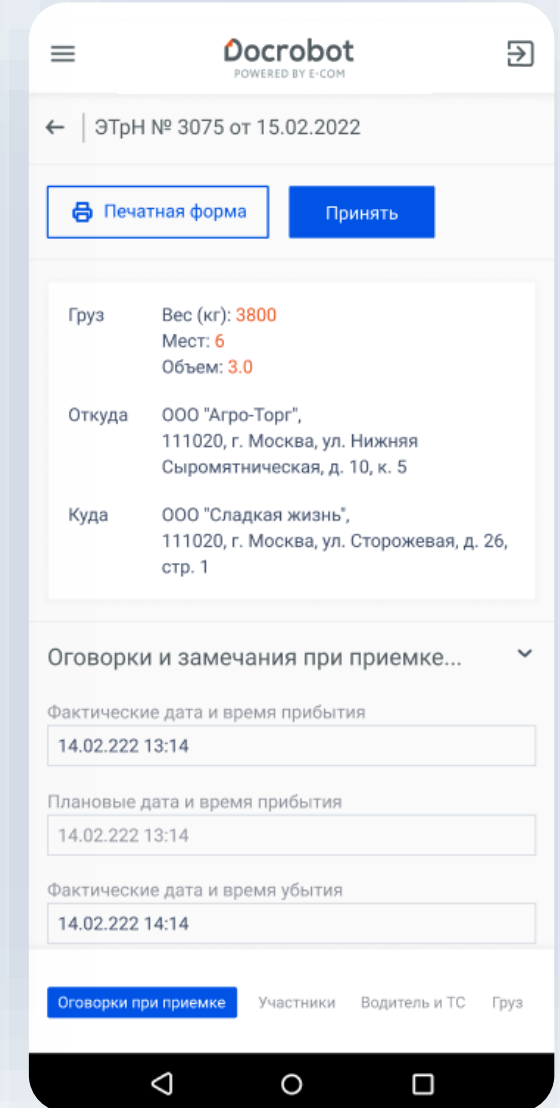 Docrobot
POWERED BY E-COM
ЭТрН № 3075 от 15.02.2022
Печатная форма
Принять
Груз
Вес (кг): 3800
Мест: 6
Объем: 3.0
Откуда
ООО "Агро-Торг",
111020, г. Москва, ул. Нижняя
Сыромятническая, д. 10, к. 5
Куда
ООО "Сладкая жизнь",
111020, г. Москва, ул. Сторожевая, д. 26,
стр. 1
Оговорки и замечания при приемке...
Фактические дата и время прибытия
14.02.222 13:14
Плановые дата и время прибытия
14.02.222 13:14
Фактические дата и время убытия
14.02.222 14:14
Оговорки при приемке
Участники
Водитель и ТС
Груз